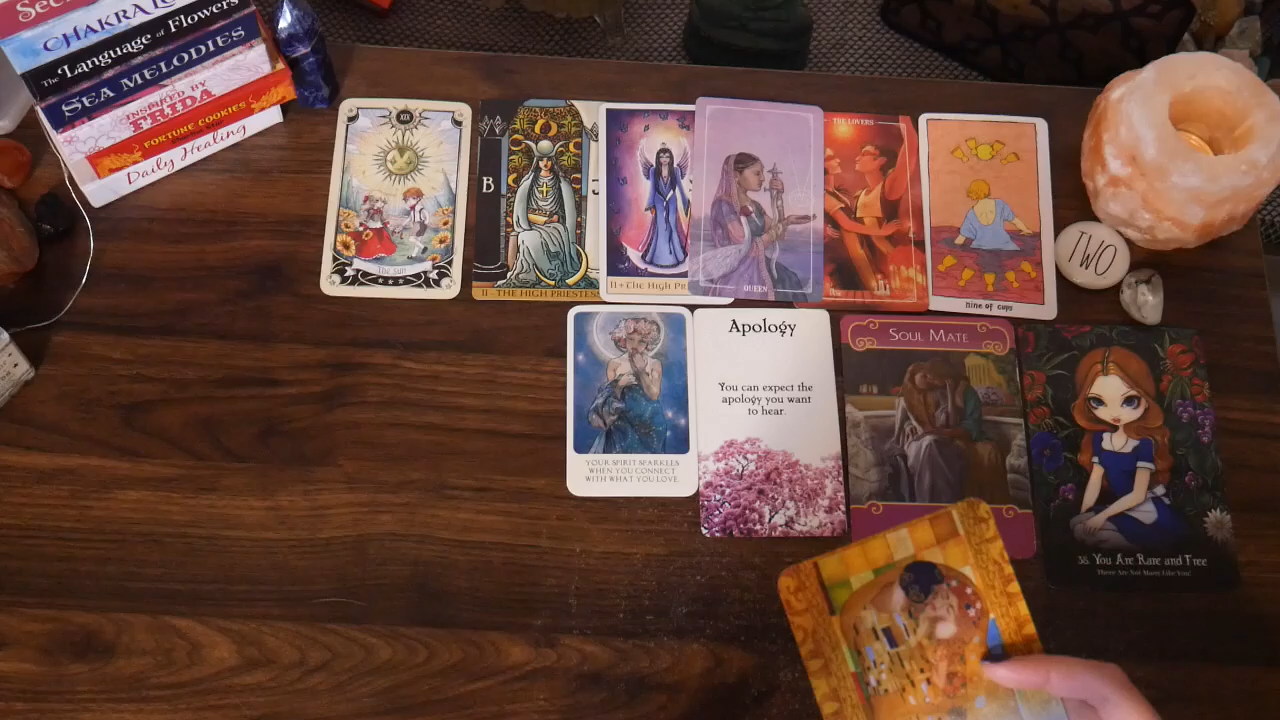 CHAKRA
The Language of Flowers
SEA MELODIES
INSPIRED BY
FRIDA
FORTUNE COOKIES
Daily Healing
XIX
The Sun
B
II - THE HIGH PRIESTESS
II + THE HIGH PR
QUEEN
THE LOVERS
nine of cups
TWO
YOUR SPIRIT SPARKLES
WHEN YOU CONNECT
WITH WHAT YOU LOVE.
Apology
You can expect the
apology you want
to hear.
SOUL MATE
38. You Are Rare and Free
There Are Not Many Like You!